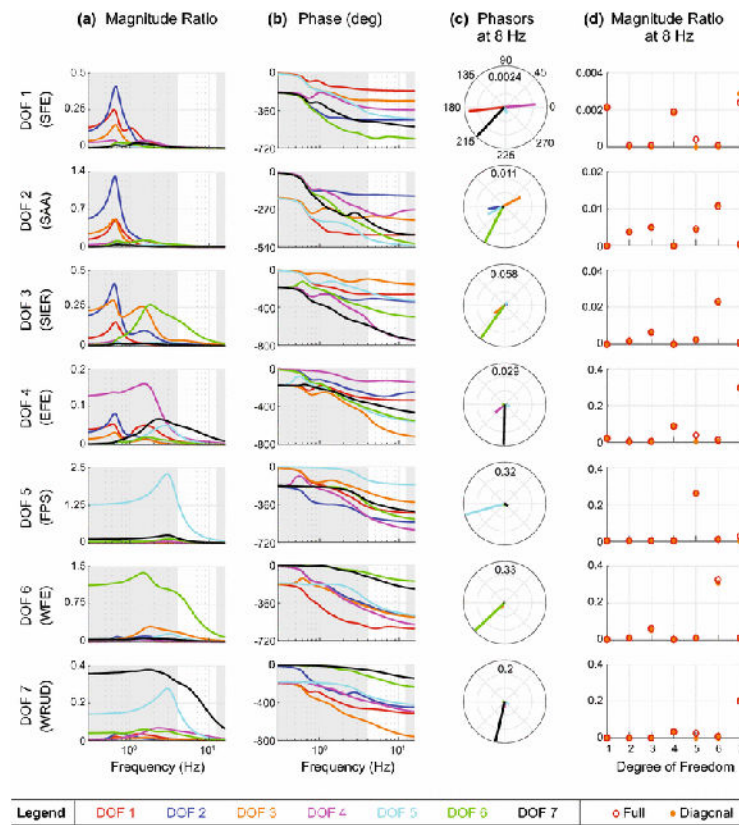 (a) Magnitude Ratio (b) Phase (deg) (c) Phasors at 8 Hz (d) Magnitude Ratio at 8 Hz
DOF 1 (SFE)
0.5 0.25 0
0 -360 -720
90 135 45 180 0 215 270 225 0.0024
0.004 0.002 0
DOF 2 (SAA)
1.4 0.7 0
0 -270 -540
0.011
0.02 0.01 0
DOF 3 (SIER)
0.5 0.25 0
0 -400 -800
0.058
0.04 0.02 0
DOF 4 (EFE)
0.2 0.1 0
0 -400 -800
0.029
0.4 0.2 0
DOF 5 (FPS)
2.5 1.25 0
0 -360 -720
0.32
0.4 0.2 0
DOF 6 (WFE)
1.5 0.75 0
0 -360 -720
0.33
0.4 0.2 0
DOF 7 (WRUD)
0.4 0.2 0
0 -400 -800
0.2
0.4 0.2 0
10⁰ 10¹ 10⁰ 10¹ 1 2 3 4 5 6
Frequency (Hz) Frequency (Hz) Degree of Freedom
Legend DOF 1 DOF 2 DOF 3 DOF 4 DOF 5 DOF 6 DOF 7 Full Diagonal